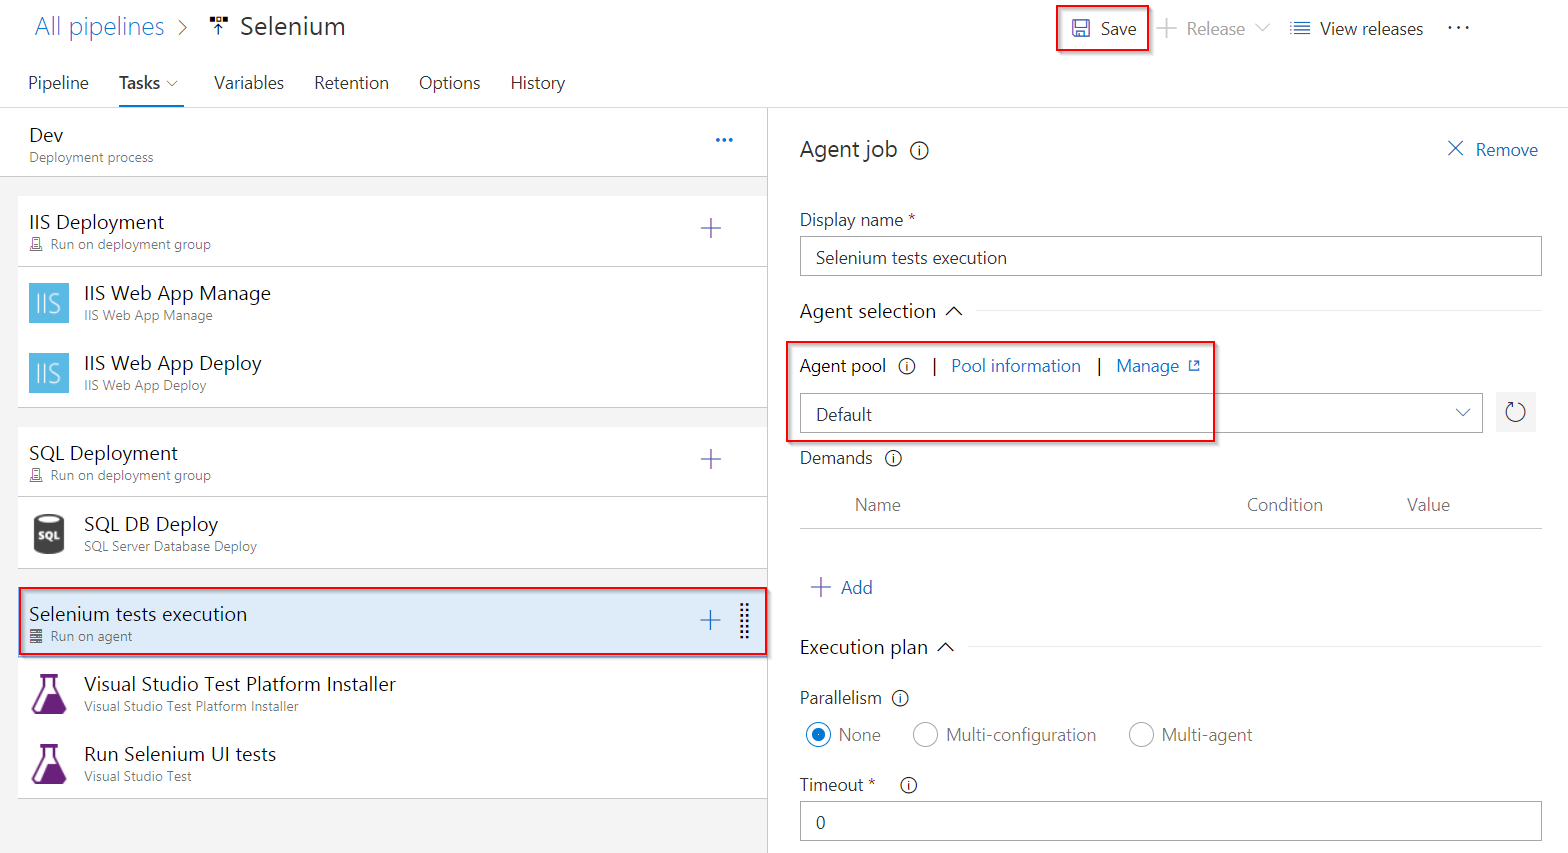 All pipelines > Selenium
Save
Release
View releases
Pipeline
Tasks
Variables
Retention
Options
History
Dev
Deployment process
IIS Deployment
Run on deployment group
IIS
IIS Web App Manage
IIS Web App Manage
IIS
IIS Web App Deploy
IIS Web App Deploy
SQL Deployment
Run on deployment group
SQL
SQL DB Deploy
SQL Server Database Deploy
Selenium tests execution
Run on agent
Visual Studio Test Platform Installer
Visual Studio Test Platform Installer
Run Selenium UI tests
Visual Studio Test
Agent job
Remove
Display name *
Selenium tests execution
Agent selection
Agent pool | Pool information | Manage
Default
Demands
Name Condition Value
Add
Execution plan
Parallelism
None Multi-configuration Multi-agent
Timeout *
0